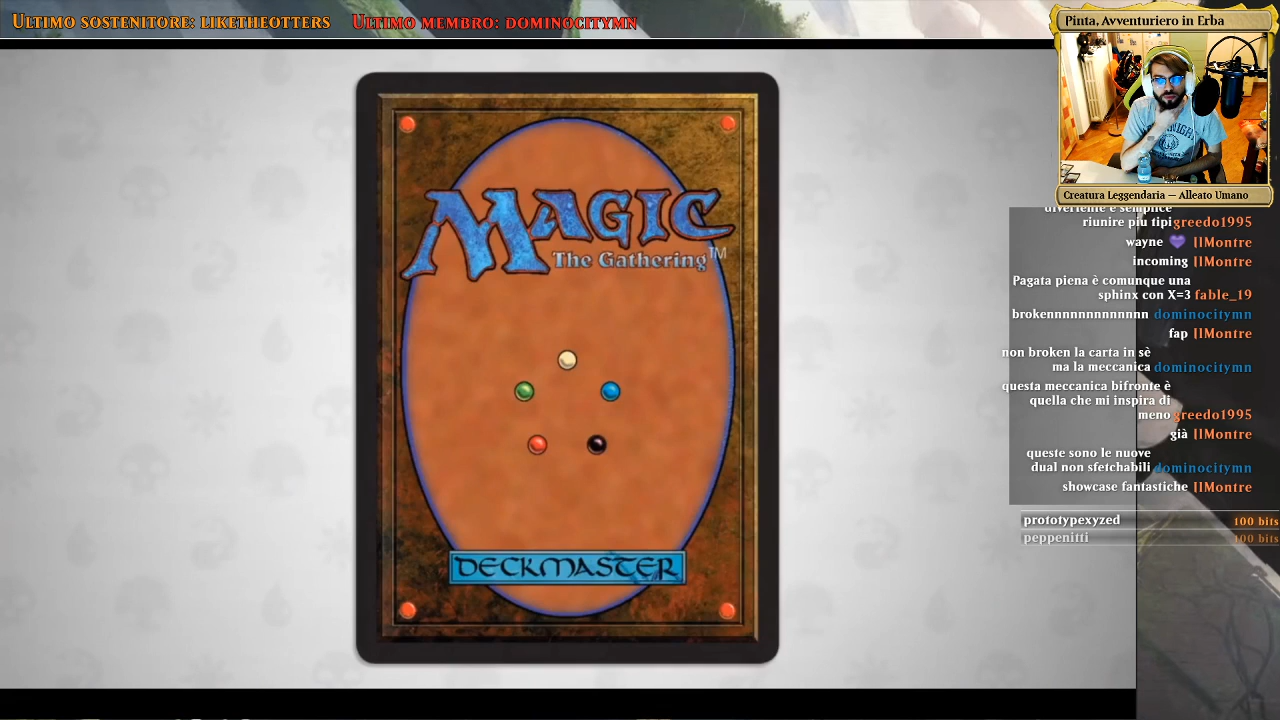 Ultimo sostenitore: liketheotters Ultimo membro: dominocitymn
Pinta, Avventuriero in Erba
Creatura Leggendaria — Alleato Umano
MAGIC
The Gathering™
DECKMASTER
divertente e semplice
riunire più tipi greedo1995
wayne 💜 IlMontre
incoming IlMontre
Pagata piena è comunque una
sphinx con X=3 fable_19
brokennnnnnnnnnnnn dominocitymn
fap IlMontre
non broken la carta in sè
ma la meccanica dominocitymn
questa meccanica bifronte è
quella che mi inspira di
meno greedo1995
già IlMontre
queste sono le nuove
dual non sfetchabili dominocitymn
showcase fantastiche IlMontre
prototypexyzed 100 bits
peppenitti 100 bits